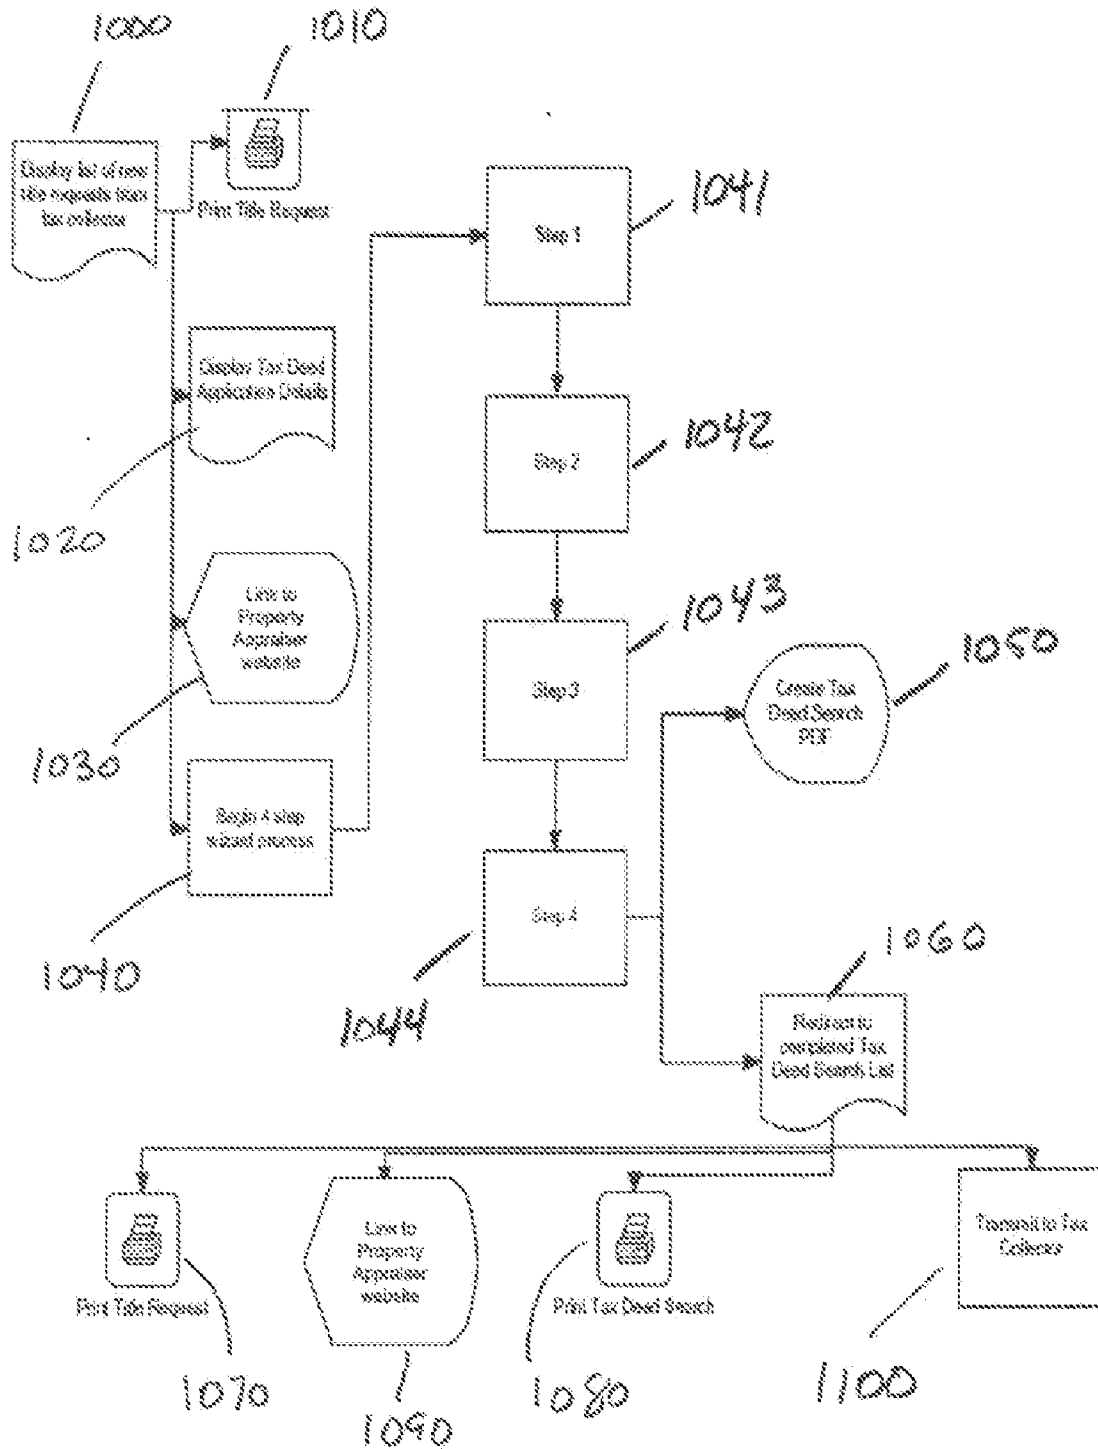 1000
1010
Display list of new
title requests from
tax collector
Print Title Request
1041
Step 1
Display Tax Deed
Application Details
1042
Step 2
1020
Link to
Property
Appraiser
website
1043
Step 3
1050
Create Tax
Deed Search
PDF
1030
Begin 4 step
wizard process
Step 4
1040
1044
1060
Redirect to
completed Tax
Deed Search List
Print Title Request
Link to
Property
Appraiser
website
Print Tax Deed Search
Transmit to Tax
Collector
1070
1090
1080
1100